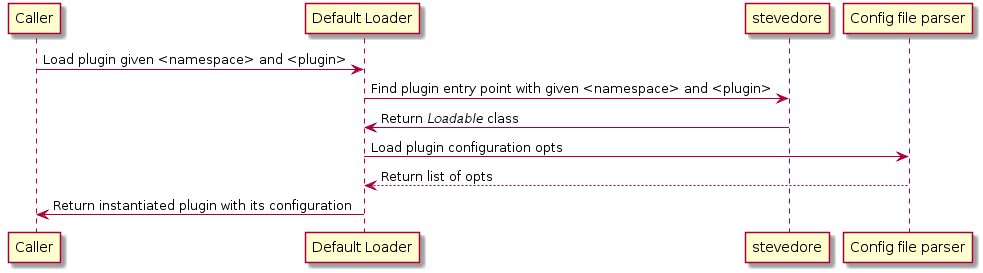 Caller Default Loader stevedore Config file parser
Load plugin given <namespace> and <plugin>
Find plugin entry point with given <namespace> and <plugin>
Return Loadable class
Load plugin configuration opts
Return list of opts
Return instantiated plugin with its configuration
Caller Default Loader stevedore Config file parser